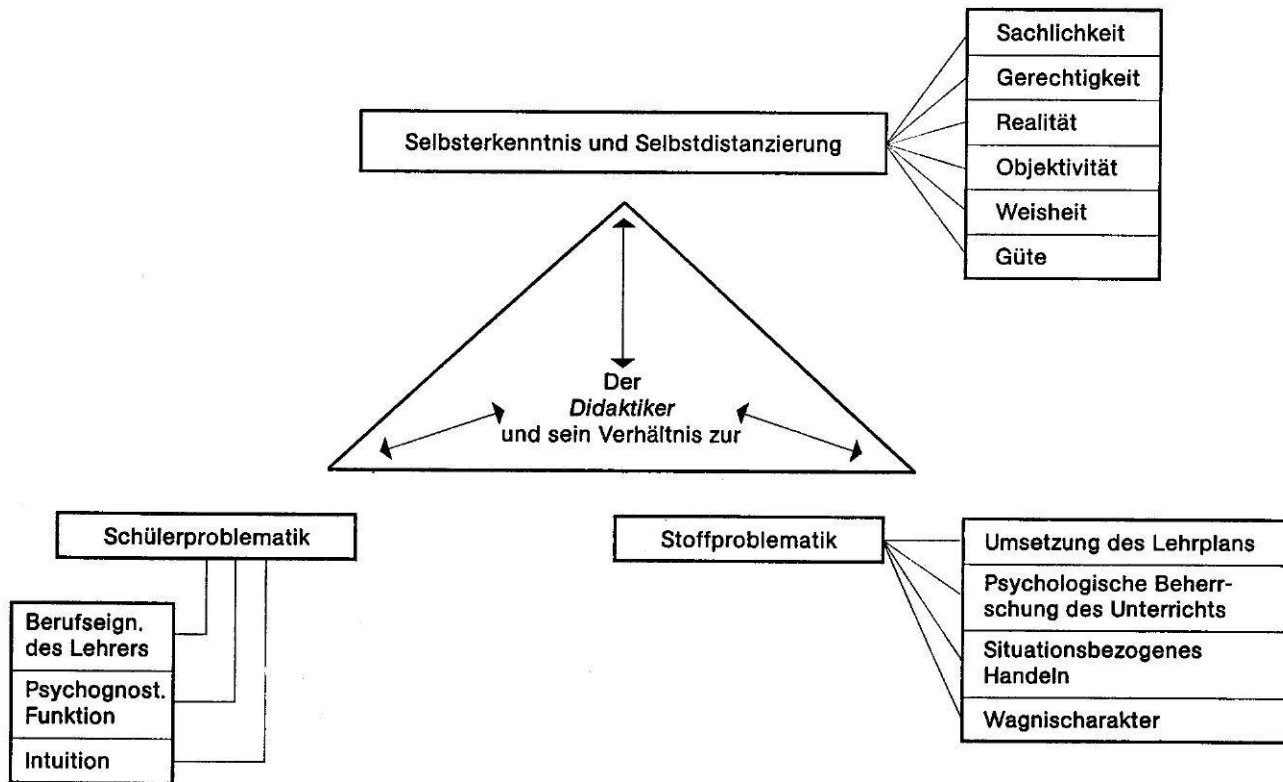 Selbsterkenntnis und Selbstdistanzierung
Sachlichkeit
Gerechtigkeit
Realität
Objektivität
Weisheit
Güte
Der
Didaktiker
und sein Verhältnis zur
Schülerproblematik
Berufseign.
des Lehrers
Psychognost.
Funktion
Intuition
Stoffproblematik
Umsetzung des Lehrplans
Psychologische Beherr-
schung des Unterrichts
Situationsbezogenes
Handeln
Wagnischarakter